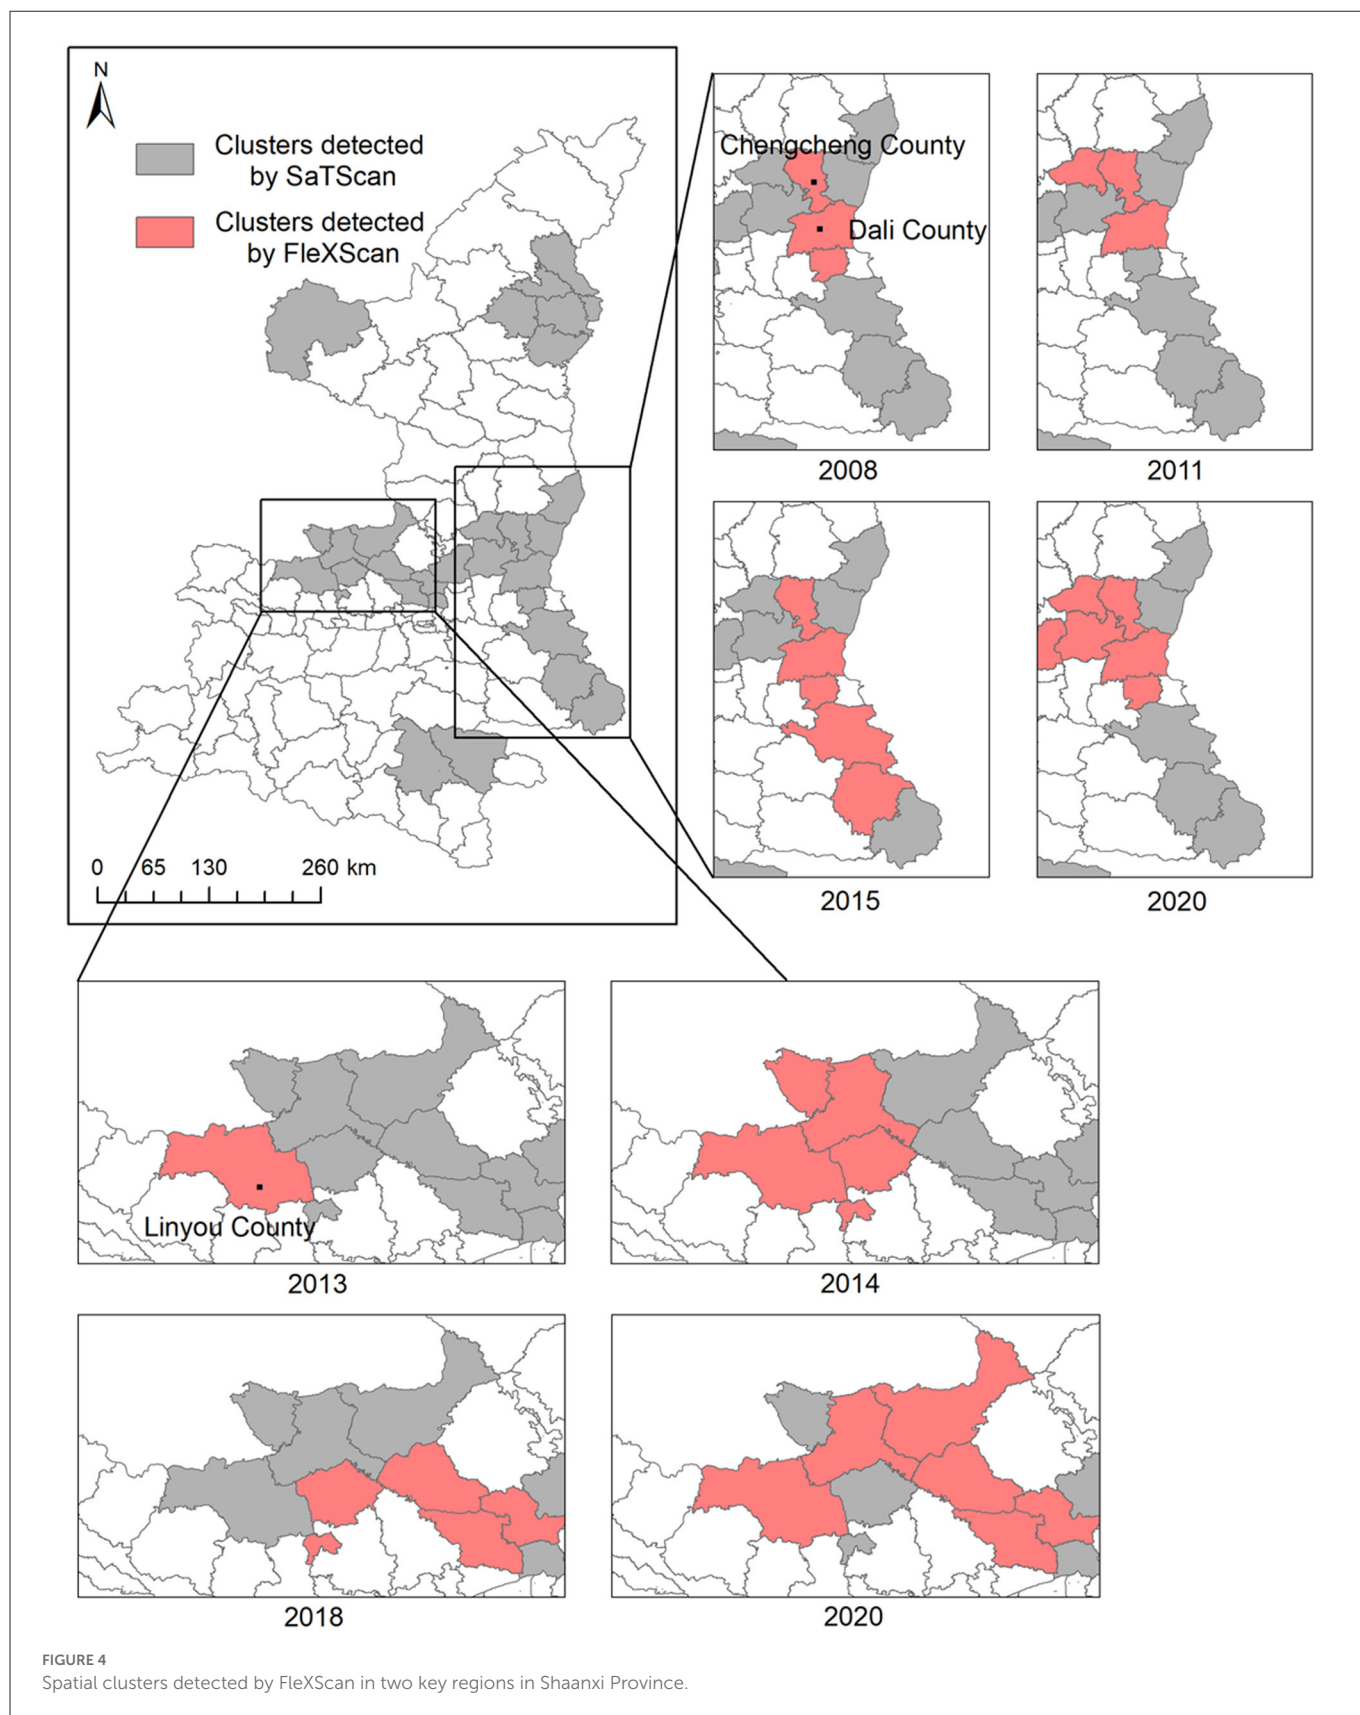 N
Clusters detected
by SaTScan
Clusters detected
by FleXScan
0 65 130 260 km
Chengcheng County
Dali County
2008
2011
2015
2020
Linyou County
2013
2014
2018
2020
FIGURE 4
Spatial clusters detected by FleXScan in two key regions in Shaanxi Province.